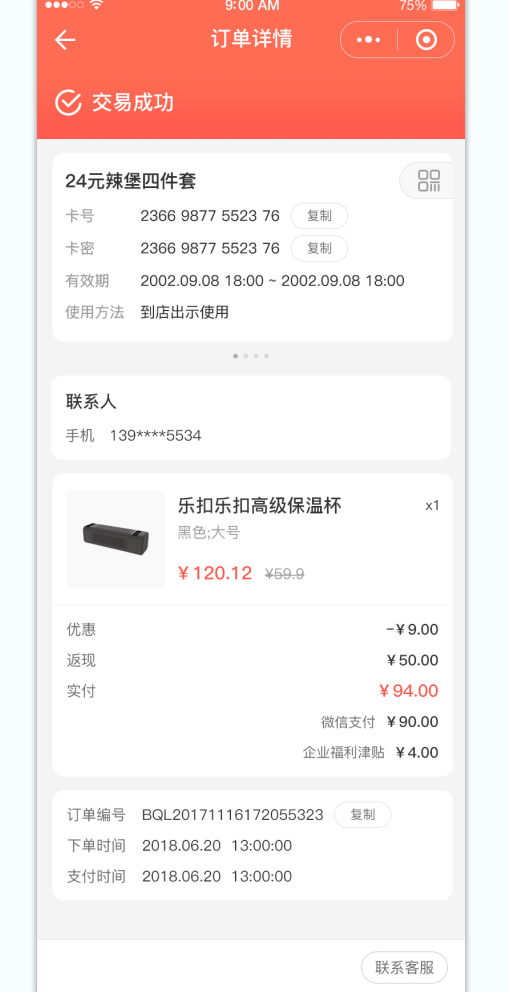 9:00 AM 75%
订单详情
交易成功
24元辣堡四件套
卡号 2366 9877 5523 76 复制
卡密 2366 9877 5523 76 复制
有效期 2002.09.08 18:00 ~ 2002.09.08 18:00
使用方法 到店出示使用
联系人
手机 139****5534
乐扣乐扣高级保温杯 x1
黑色;大号
¥120.12 ¥59.9
优惠 -¥9.00
返现 ¥50.00
实付 ¥94.00
微信支付 ¥90.00
企业福利津贴 ¥4.00
订单编号 BQL20171116172055323 复制
下单时间 2018.06.20 13:00:00
支付时间 2018.06.20 13:00:00
联系客服